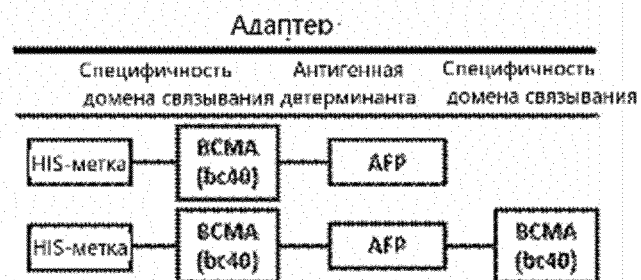 Адаптер
Специфичность Антигенная Специфичность
домена связывания детерминанта домена связывания
HIS-метка BCMA (bc40) AFP
HIS-метка BCMA (bc40) AFP BCMA (bc40)